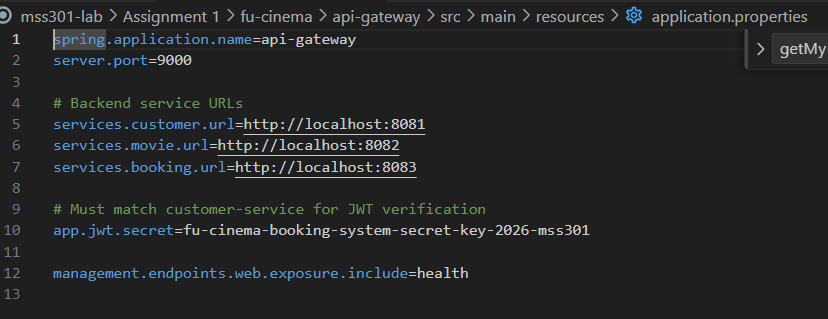 mss301-lab > Assignment 1 > fu-cinema > api-gateway > src > main > resources > application.properties
1 spring.application.name=api-gateway
> getMy
2 server.port=9000
3
4 # Backend service URLs
5 services.customer.url=http://localhost:8081
6 services.movie.url=http://localhost:8082
7 services.booking.url=http://localhost:8083
8
9 # Must match customer-service for JWT verification
10 app.jwt.secret=fu-cinema-booking-system-secret-key-2026-mss301
11
12 management.endpoints.web.exposure.include=health
13